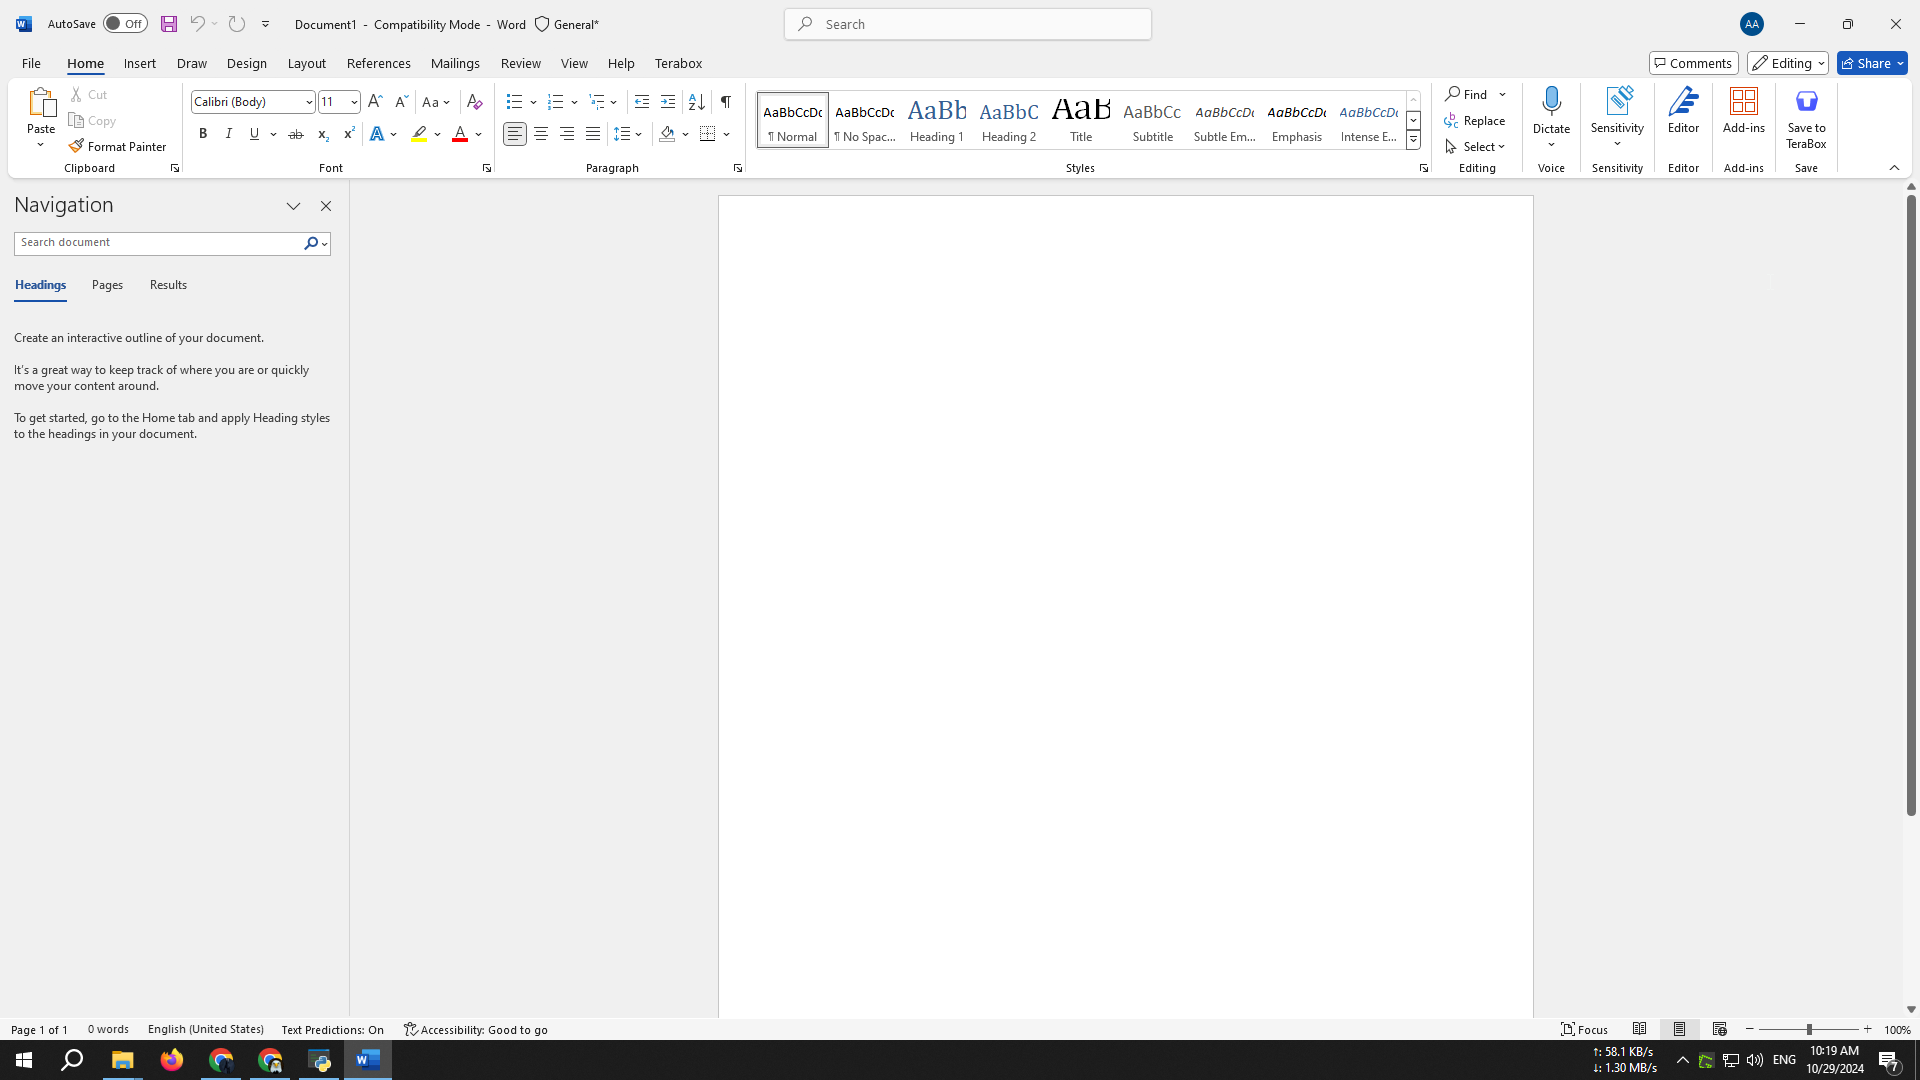 AutoSave Off Document1 - Compatibility Mode - Word General* Search AA
File Home Insert Draw Design Layout References Mailings Review View Help Terabox Comments Editing Share
Paste Cut Copy Format Painter Clipboard
Calibri (Body) 11 Font
Paragraph
AaBbCcDc ¶ Normal
AaBbCcDc ¶ No Spac...
AaBb Heading 1
AaBbC Heading 2
AaB Title
AaBbCc Subtitle
AaBbCcDc Subtle Em...
AaBbCcDc Emphasis
AaBbCcDc Intense E...
Styles
Find
Replace
Select
Editing
Dictate
Voice
Sensitivity
Sensitivity
Editor
Editor
Add-ins
Add-ins
Save to
TeraBox
Save
Navigation
Search document
Headings Pages Results
Create an interactive outline of your document.
It's a great way to keep track of where you are or quickly
move your content around.
To get started, go to the Home tab and apply Heading styles
to the headings in your document.
Page 1 of 1 0 words English (United States) Text Predictions: On Accessibility: Good to go Focus 100%
↑: 58.1 KB/s
↓: 1.30 MB/s
ENG
10:19 AM
10/29/2024
7